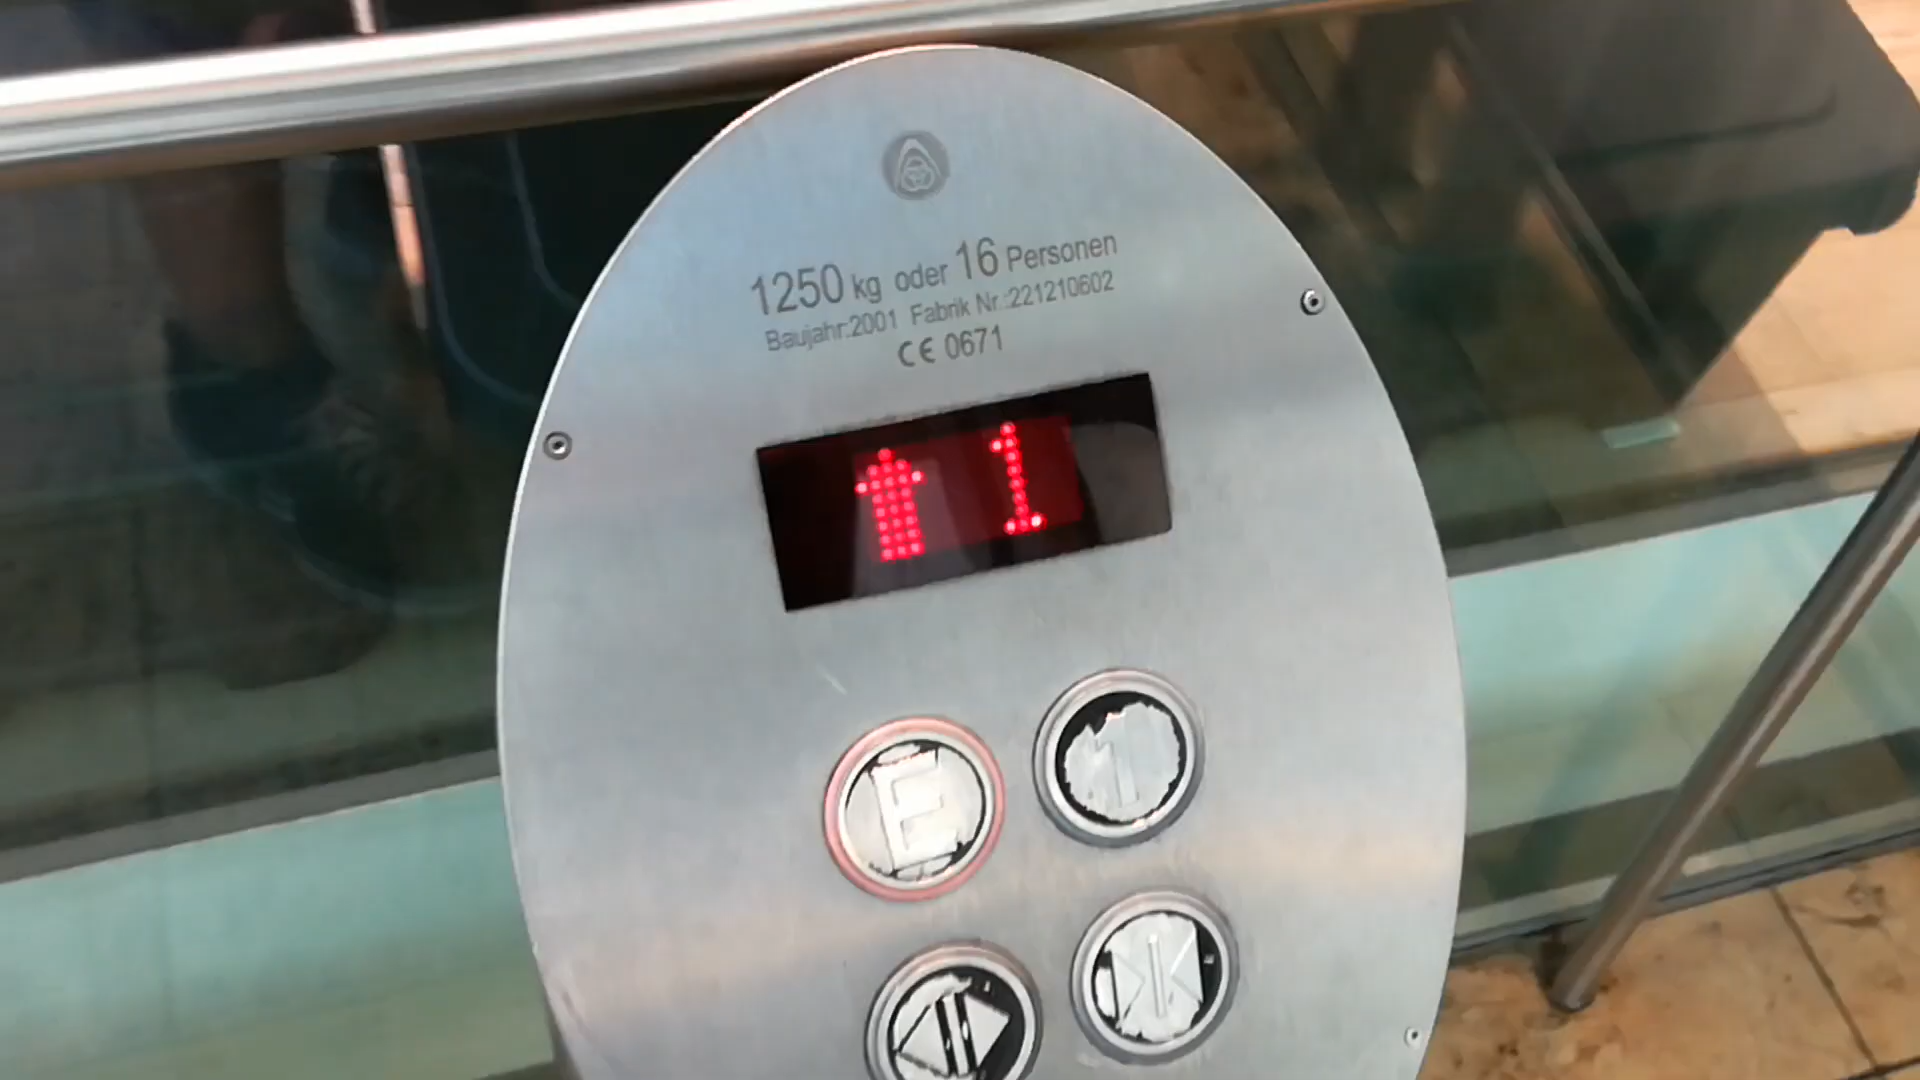 1250 kg oder 16 Personen
Baujahr:2001 Fabrik Nr.:221210602
CE 0671
1
E
1